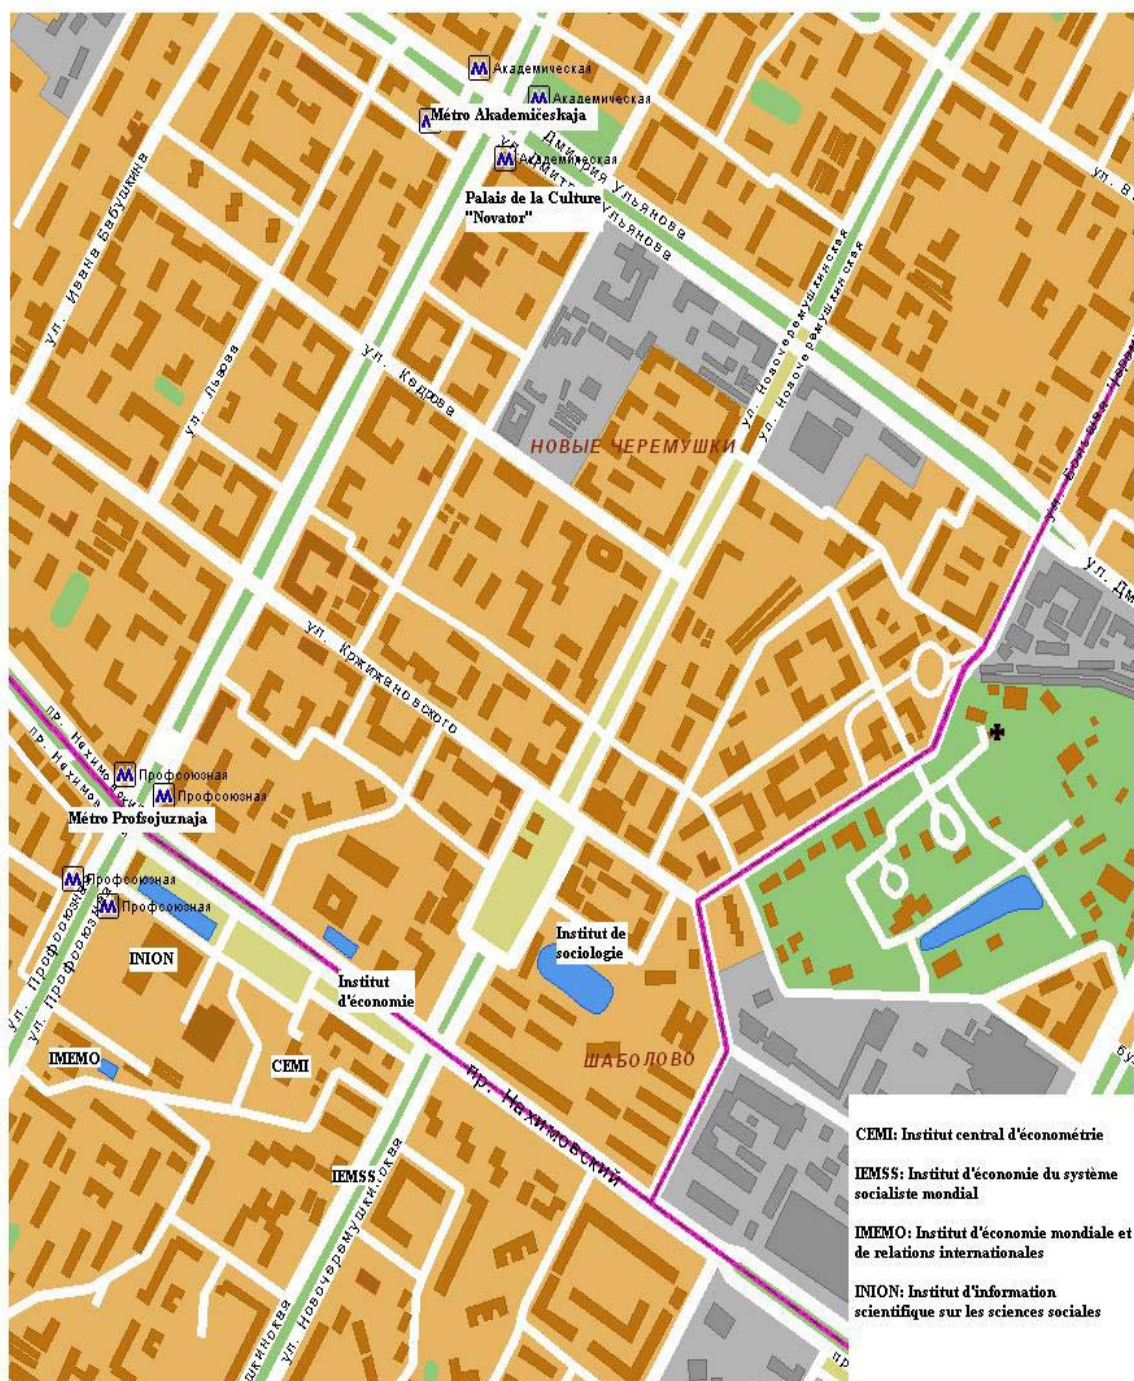 Академическая
Академическая
Métro Akademičeskaja
Академическая
ул. Дмитрия Ульянова
Palais de la Culture
"Novator"
ул. Ивана Бабушкина
ул. Львова
ул. Кедрова
ул. Новочеремушкинская
ул. Новочеремушкинская
НОВЫЕ ЧЕРЕМУШКИ
ул. Большая
ул. Кржижановского
пр. Нахимовский
Профсоюзная
Профсоюзная
Métro Profsojuznaja
Профсоюзная
Профсоюзная
ул. Профсоюзная
ул. Профсоюзная
INION
Institut de
sociologie
Institut
d'économie
IMEMO
CEMI
ШАБОЛОВО
пр. Нахимовский
IEMSS
ул. Новочеремушкинская
CEMI: Institut central d'économétrie
IEMSS: Institut d'économie du système
socialiste mondial
IMEMO: Institut d'économie mondiale et
de relations internationales
INION: Institut d'information
scientifique sur les sciences sociales